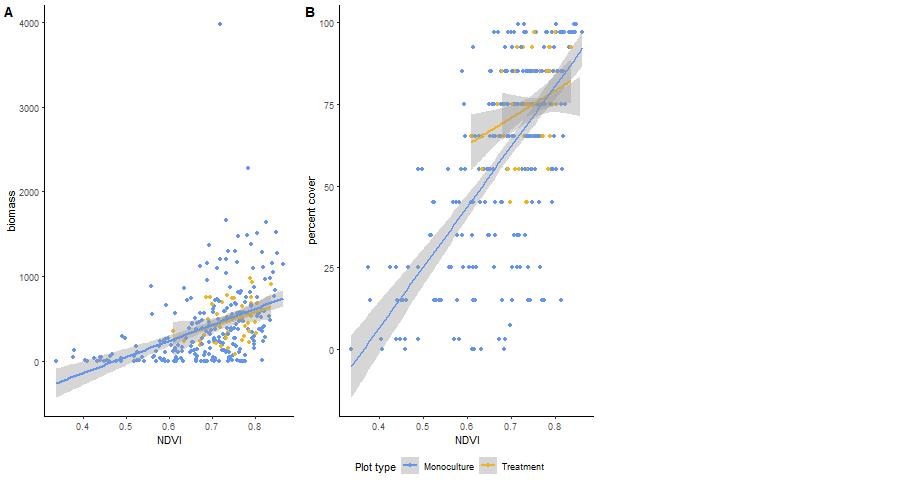 A
B
4000
3000
2000
1000
0
biomass
0.4 0.5 0.6 0.7 0.8
NDVI
100
75
50
25
0
percent cover
0.4 0.5 0.6 0.7 0.8
NDVI
Plot type Monoculture Treatment